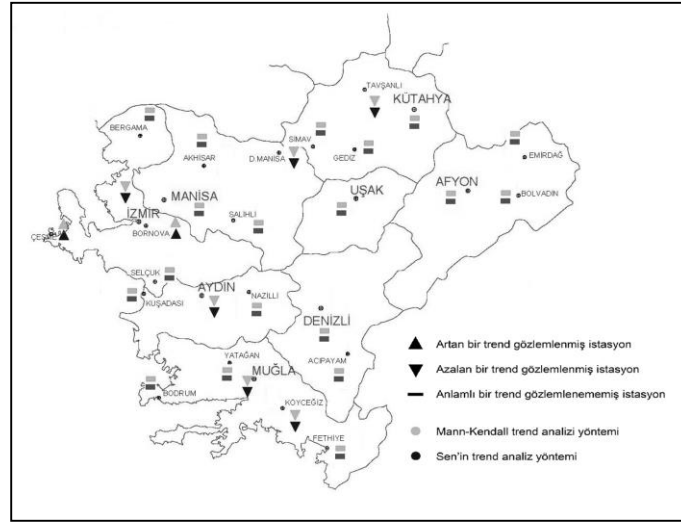 TAVŞANLI
KÜTAHYA
BERGAMA
SİMAV
AKHİSAR
D.MANİSA
GEDİZ
EMİRDAĞ
MANİSA
UŞAK
AFYON
BOLVADİN
İZMİR
SALİHLİ
BORNOVA
ÇEŞME
SELÇUK
AYDİN
NAZİLLİ
KUŞADASI
DENİZLİ
Artan bir trend gözlemlenmiş istasyon
YATAĞAN
ACIPAYAM
Azalan bir trend gözlemlenmiş istasyon
MUĞLA
BODRUM
Anlamlı bir trend gözlemlenememiş istasyon
KÖYCEĞİZ
Mann-Kendall trend analizi yöntemi
FETHİYE
Sen'in trend analiz yöntemi